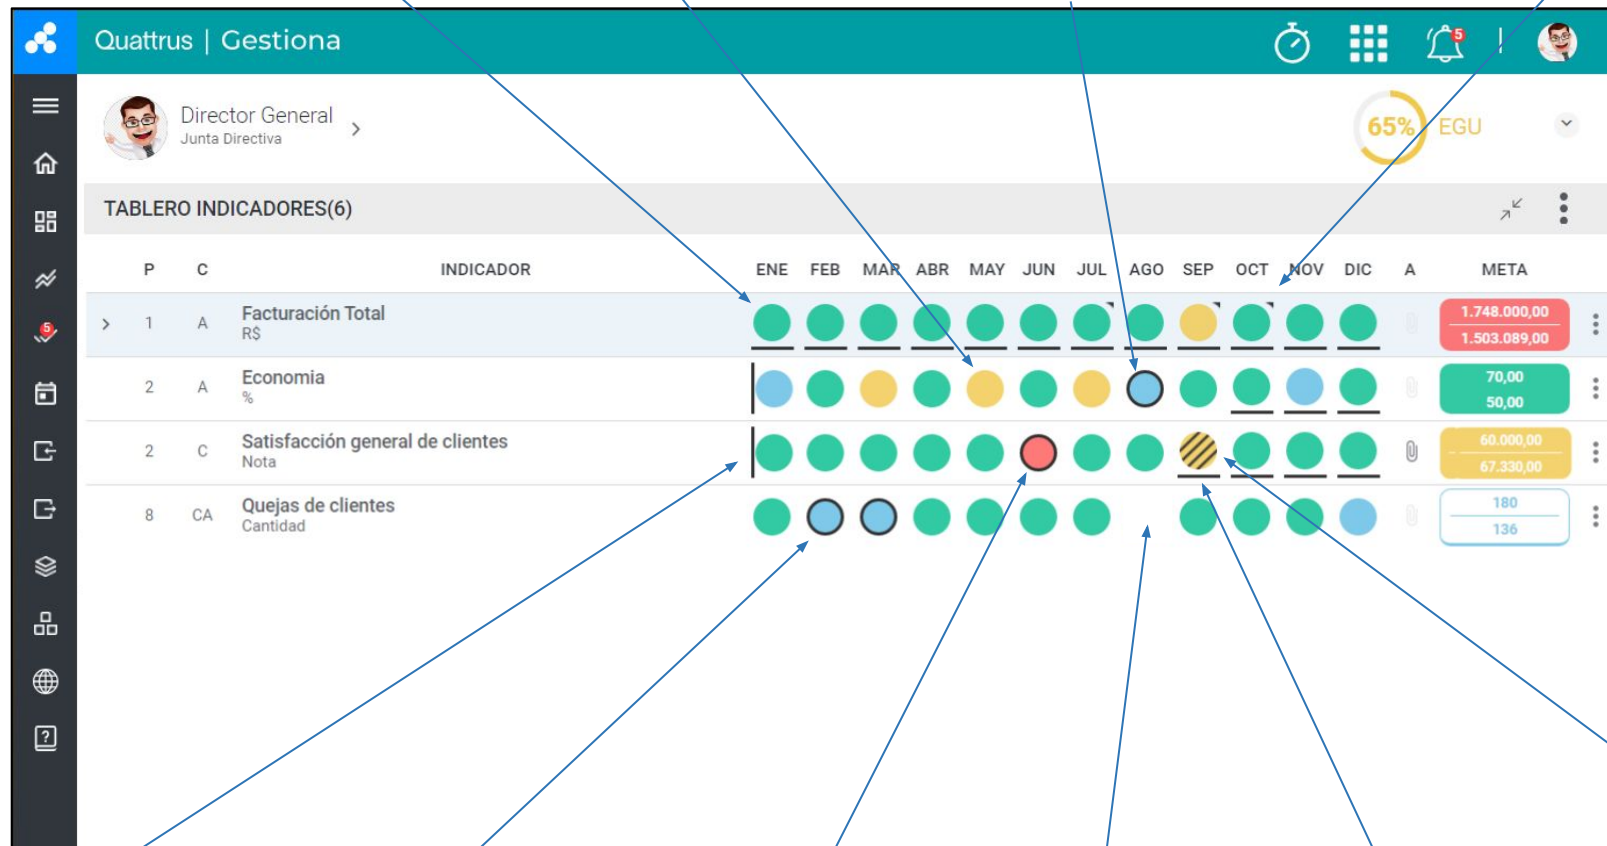 Quattrus | Gestiona
5
Director General
Junta Directiva
65% EGU
TABLERO INDICADORES(6)
P C INDICADOR ENE FEB MAR ABR MAY JUN JUL AGO SEP OCT NOV DIC A META
1 A Facturación Total
R$
1.748.000,00
1.503.089,00
5
2 A Economia
%
70,00
50,00
2 C Satisfacción general de clientes
Nota
60.000,00
67.330,00
8 CA Quejas de clientes
Cantidad
180
136
?